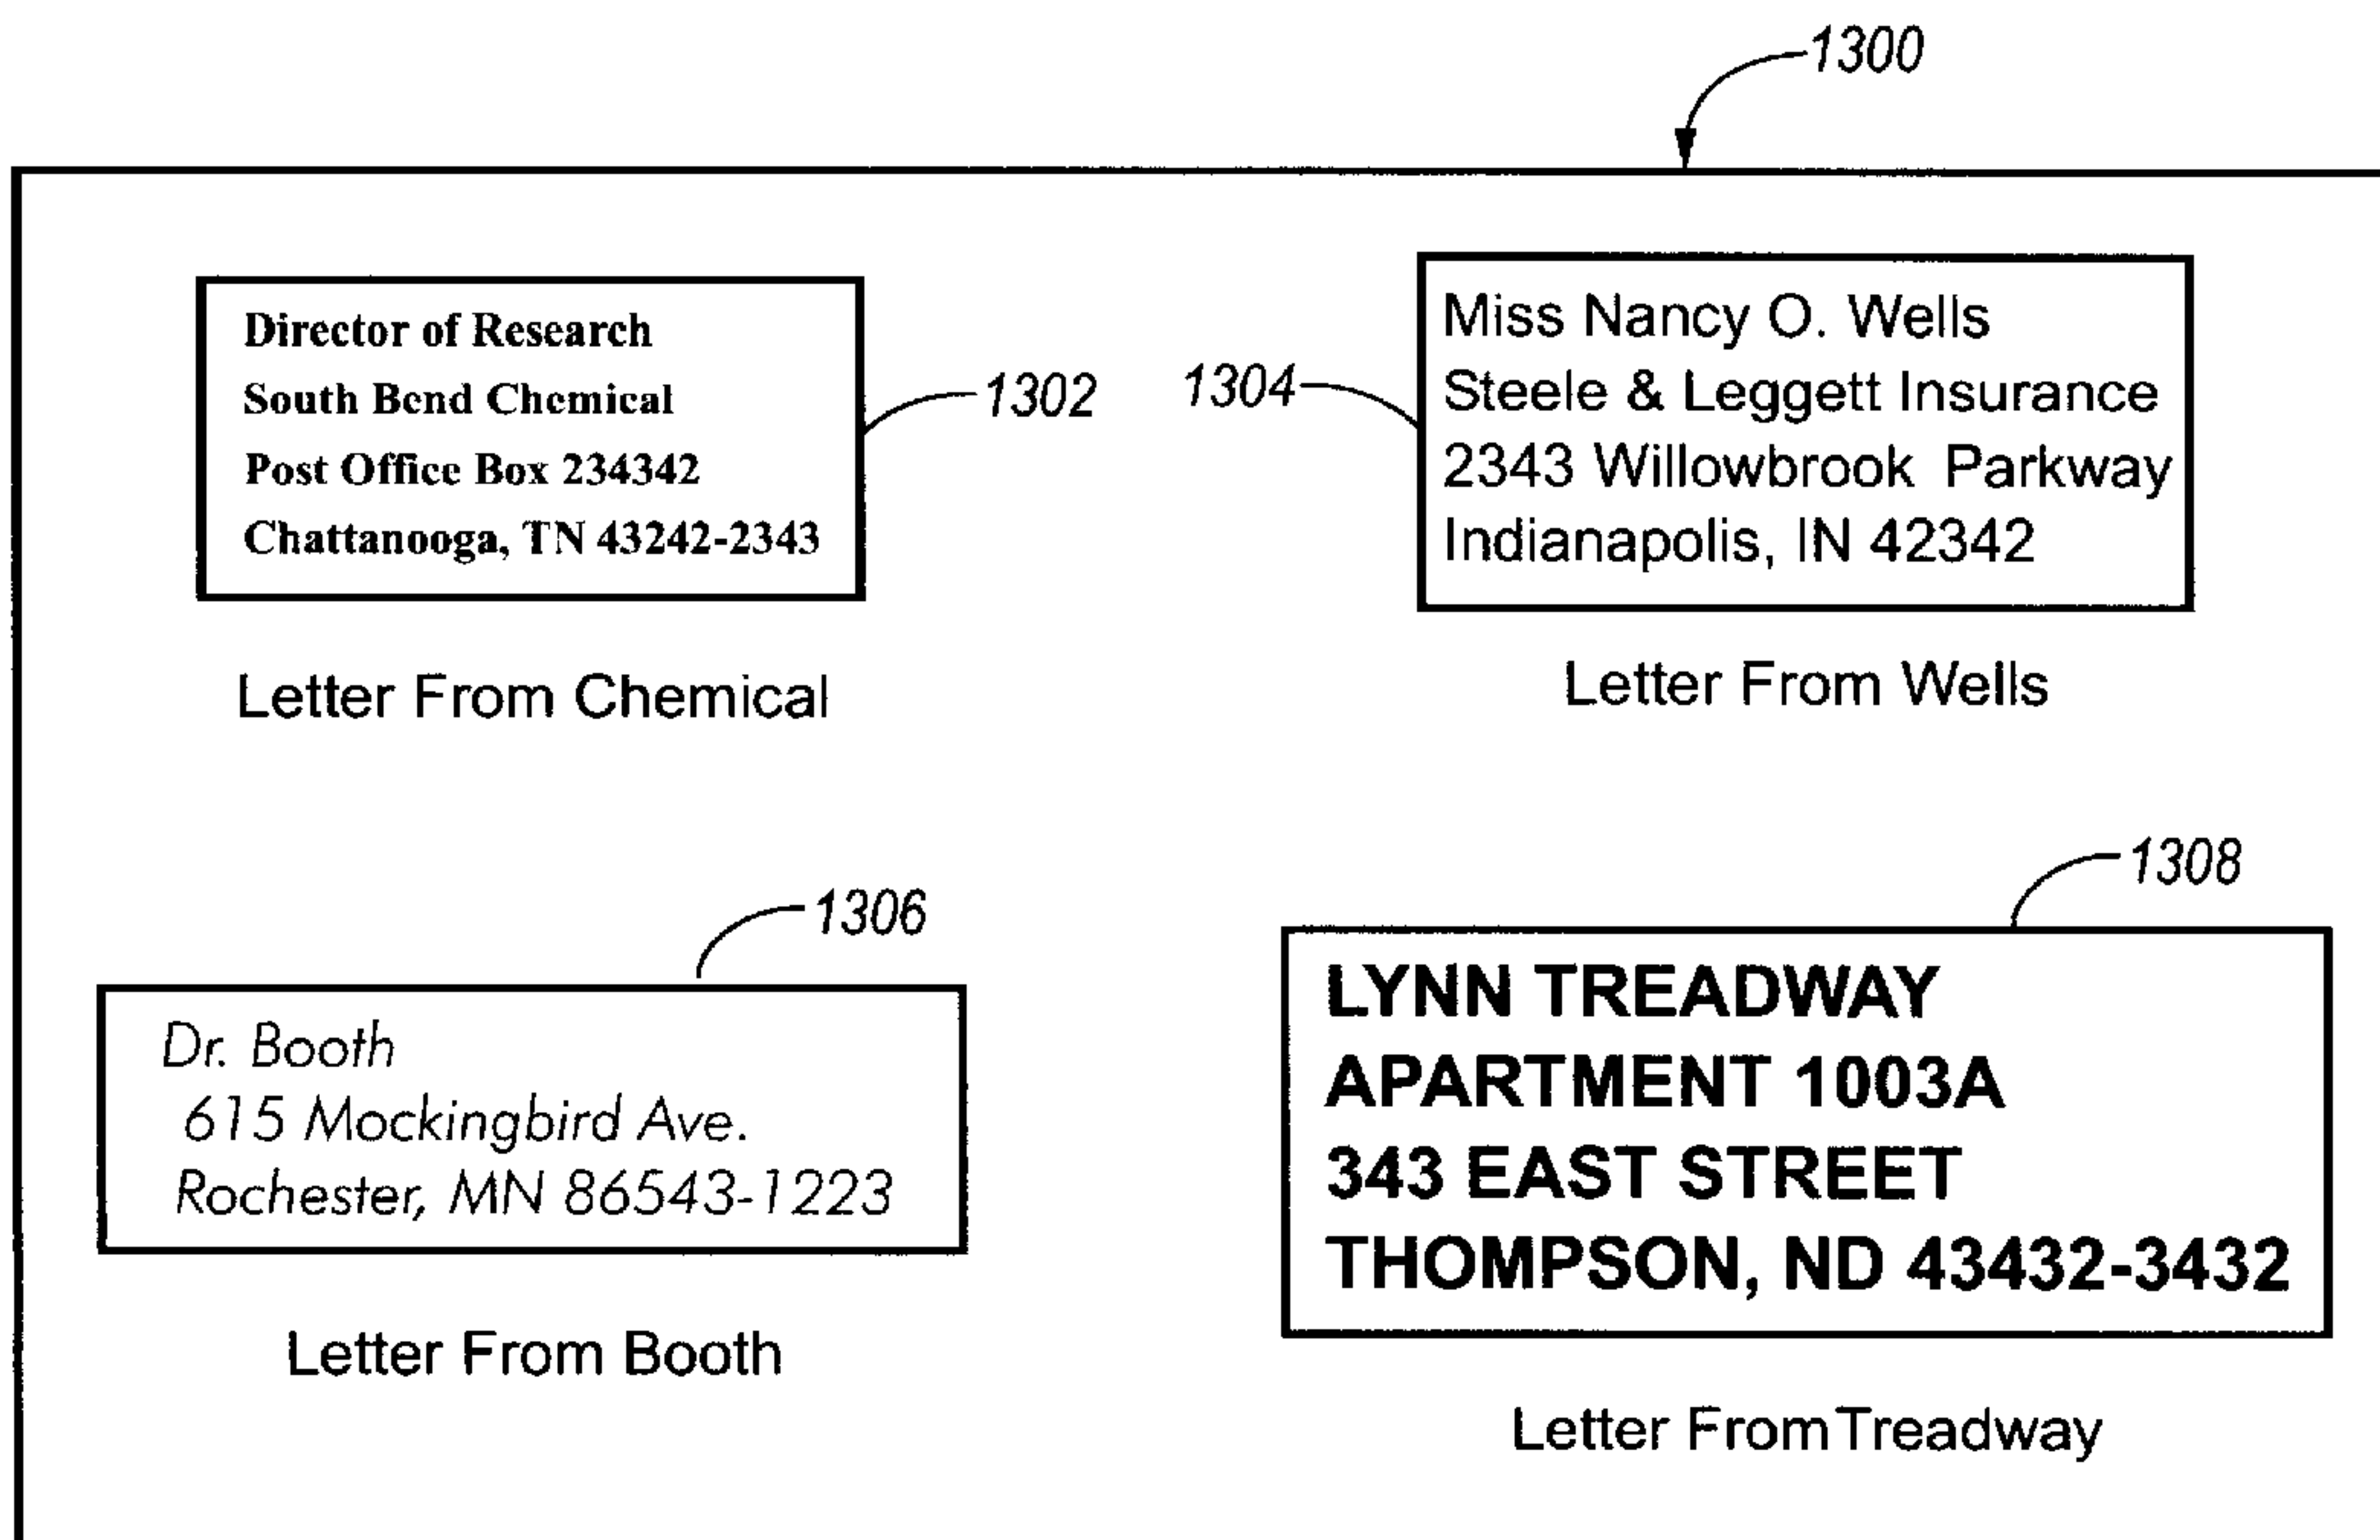 1300
Director of Research
South Bend Chemical
Post Office Box 234342
Chattanooga, TN 43242-2343
1302
Letter From Chemical
1304
Miss Nancy O. Wells
Steele & Leggett Insurance
2343 Willowbrook Parkway
Indianapolis, IN 42342
Letter From Wells
1306
Dr. Booth
615 Mockingbird Ave.
Rochester, MN 86543-1223
Letter From Booth
1308
LYNN TREADWAY
APARTMENT 1003A
343 EAST STREET
THOMPSON, ND 43432-3432
Letter From Treadway